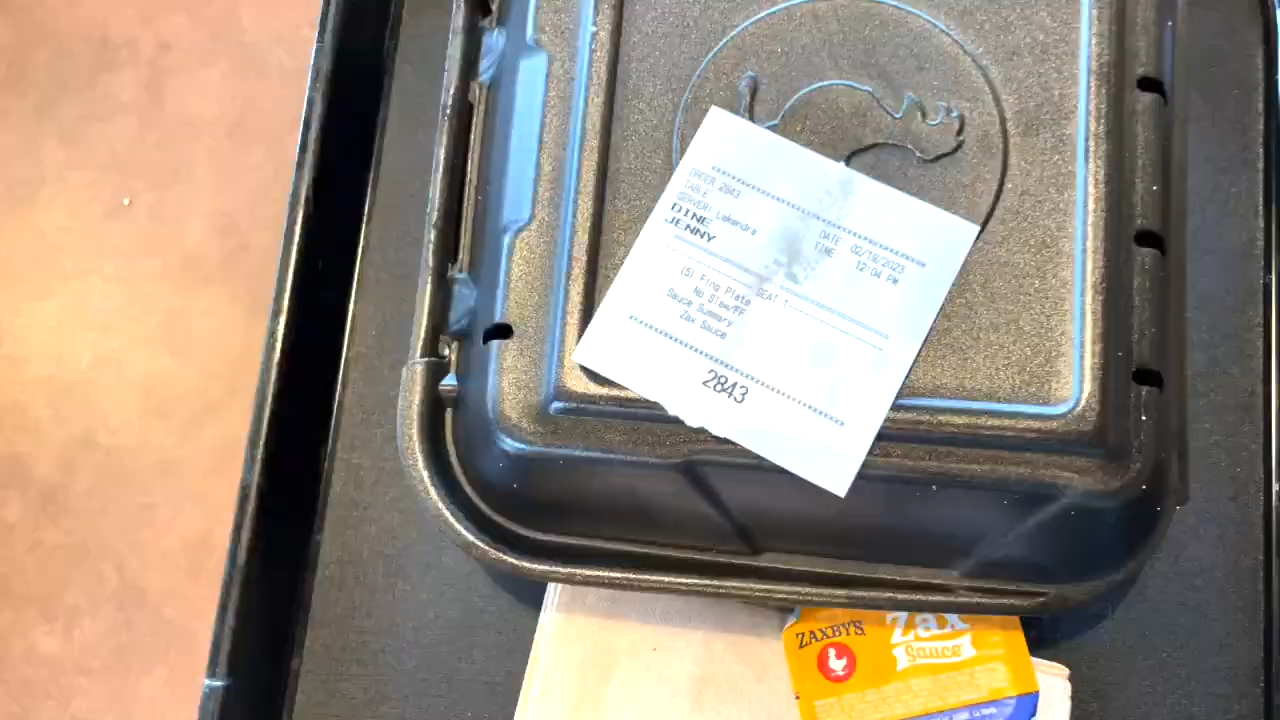 ORDER 2843
TABLE
SERVER: Lakendra
DINE
JENNY
DATE: 02/19/2023
TIME: 12:04 PM
SEAT 1
(5) Fing Plate
No Slaw/FF
Sauce Summary
Zax Sauce
2843
ZAXBY'S
Zax
Sauce